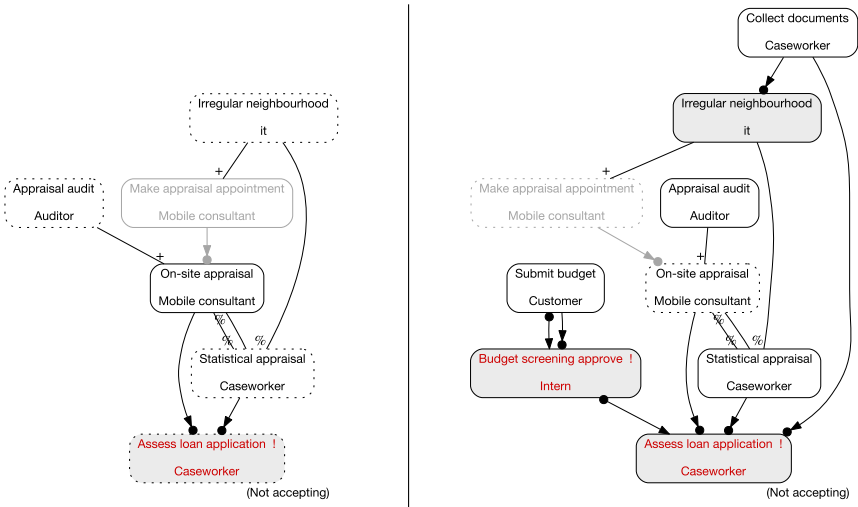 Irregular neighbourhood
it
+
Appraisal audit
Auditor
Make appraisal appointment
Mobile consultant
+
On-site appraisal
Mobile consultant
%
%
%
Statistical appraisal
Caseworker
Assess loan application !
Caseworker
(Not accepting)
Collect documents
Caseworker
Irregular neighbourhood
it
+
Make appraisal appointment
Mobile consultant
Appraisal audit
Auditor
+
Submit budget
Customer
On-site appraisal
Mobile consultant
%
%
%
Budget screening approve !
Intern
Statistical appraisal
Caseworker
Assess loan application !
Caseworker
(Not accepting)